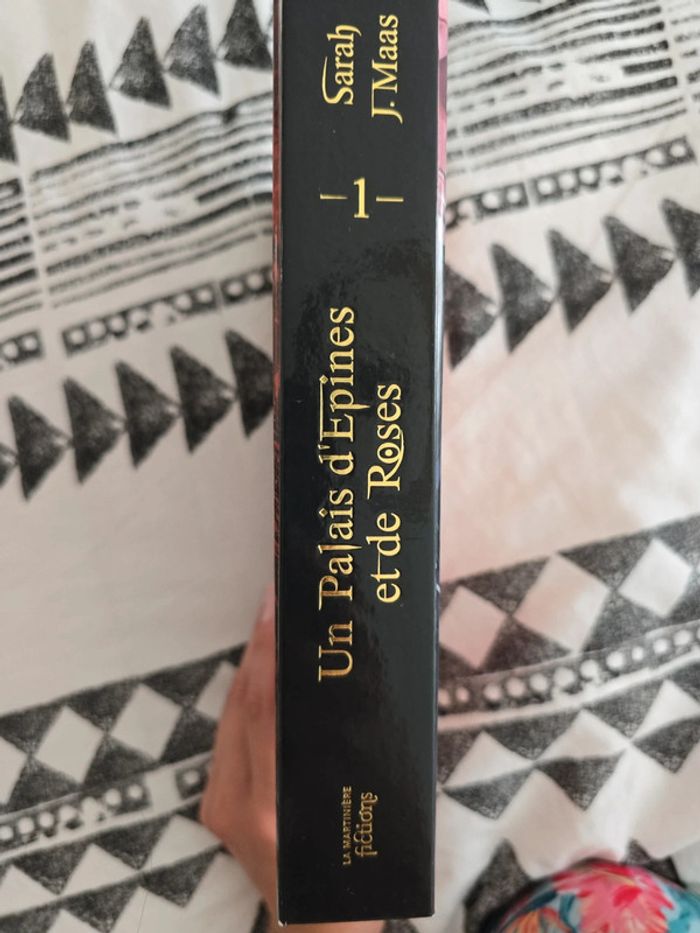 Sarah
J. Maas
1
Un Palais d'Epines
et de Roses
LA MARTINIÈRE
fictions